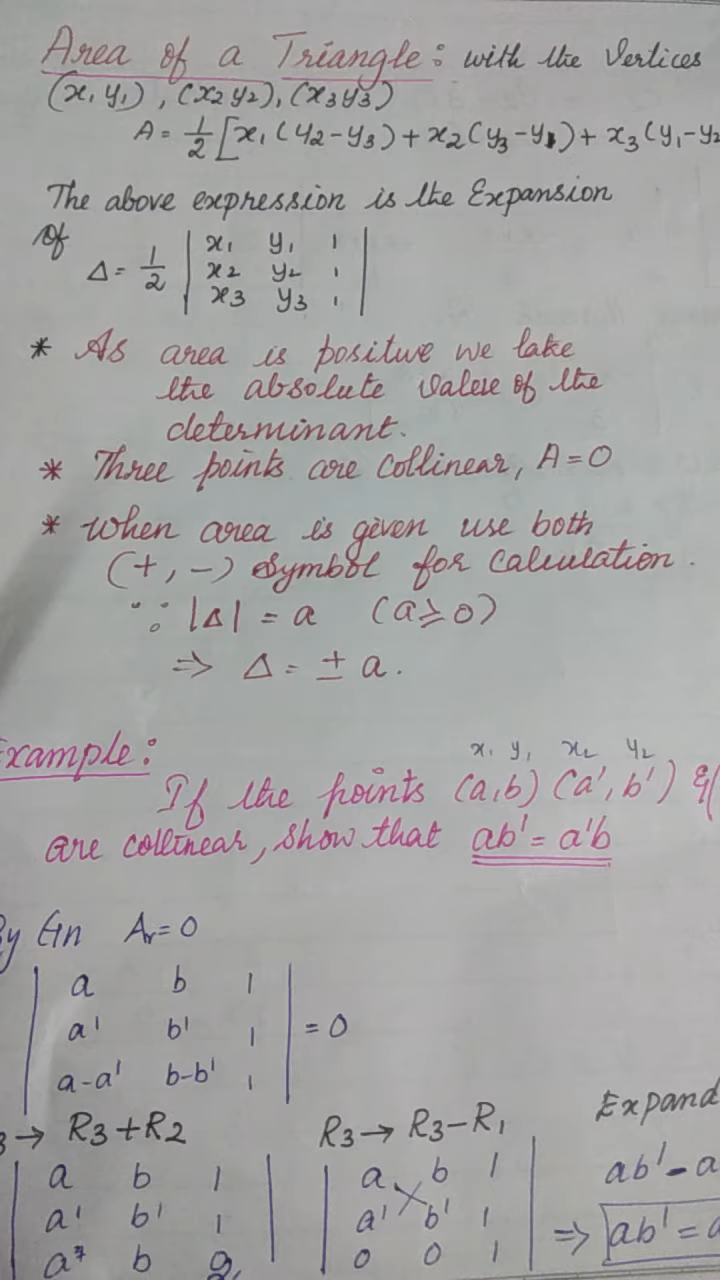 Area of a Triangle: with the Vertices
(x₁ y₁), (x₂ y₂), (x₃ y₃)
A = 1/2 [x₁ (y₂-y₃) + x₂ (y₃-y₁) + x₃ (y₁-y₂
The above expression is the Expansion
of
Δ = 1/2 | x₁ y₁ 1 |
| x₂ y₂ 1 |
| x₃ y₃ 1 |
* As area is positive we take
the absolute value of the
determinant.
* Three points are collinear, A = 0
* When area is given use both
(+, -) symbol for calculation.
∵ |Δ| = a (a ≥ 0)
⇒ Δ = ± a.
Example:
x₁ y₁ x₂ y₂
If the points (a,b) (a', b') & (
are collinear, show that ab' = a'b
By Gn Ar = 0
| a b 1 |
| a' b' 1 | = 0
| a-a' b-b' 1 |
Expand
3 → R3 + R2 R3 → R3 - R1
| a b 1 | | a b 1 | ab' - a
| a' b' 1 | | a' b' 1 | ⇒ ab' = a
| a b 2 | | 0 0 1 |